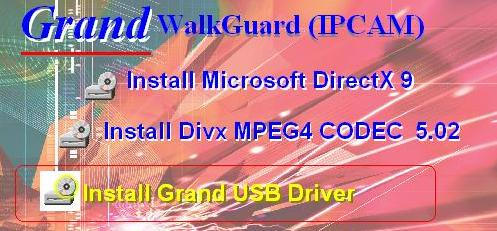 Grand WalkGuard (IPCAM)
Install Microsoft DirectX 9
Install Divx MPEG4 CODEC 5.02
Install Grand USB Driver